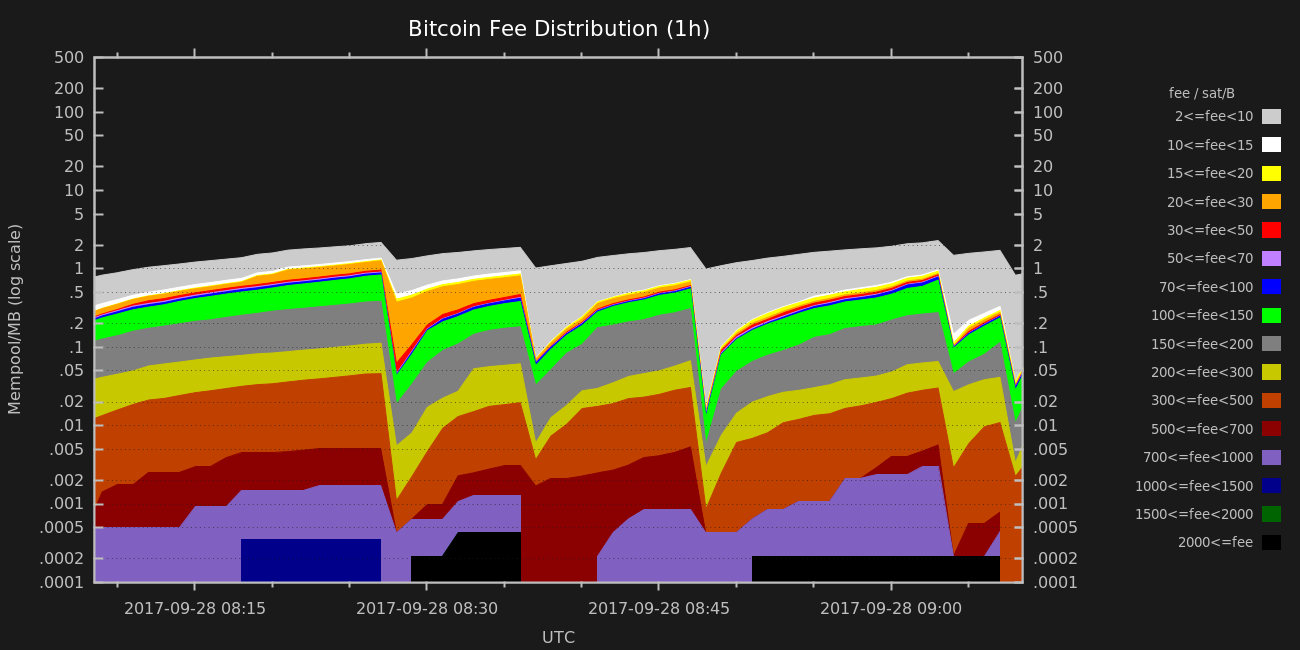 Bitcoin Fee Distribution (1h)
Mempool/MB (log scale)
500
200
100
50
20
10
5
2
1
.5
.2
.1
.05
.02
.01
.005
.002
.001
.0005
.0002
.0001
500
200
100
50
20
10
5
2
1
.5
.2
.1
.05
.02
.01
.005
.002
.001
.0005
.0002
.0001
2017-09-28 08:15 2017-09-28 08:30 2017-09-28 08:45 2017-09-28 09:00
UTC
fee / sat/B
2<=fee<10
10<=fee<15
15<=fee<20
20<=fee<30
30<=fee<50
50<=fee<70
70<=fee<100
100<=fee<150
150<=fee<200
200<=fee<300
300<=fee<500
500<=fee<700
700<=fee<1000
1000<=fee<1500
1500<=fee<2000
2000<=fee